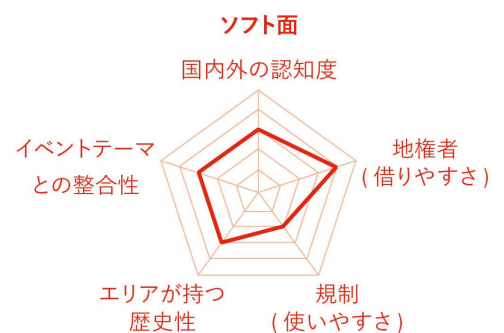 ソフト面
国内外の認知度
イベントテーマ
との整合性
地権者
(借りやすさ)
エリアが持つ
歴史性
規制
(使いやすさ)